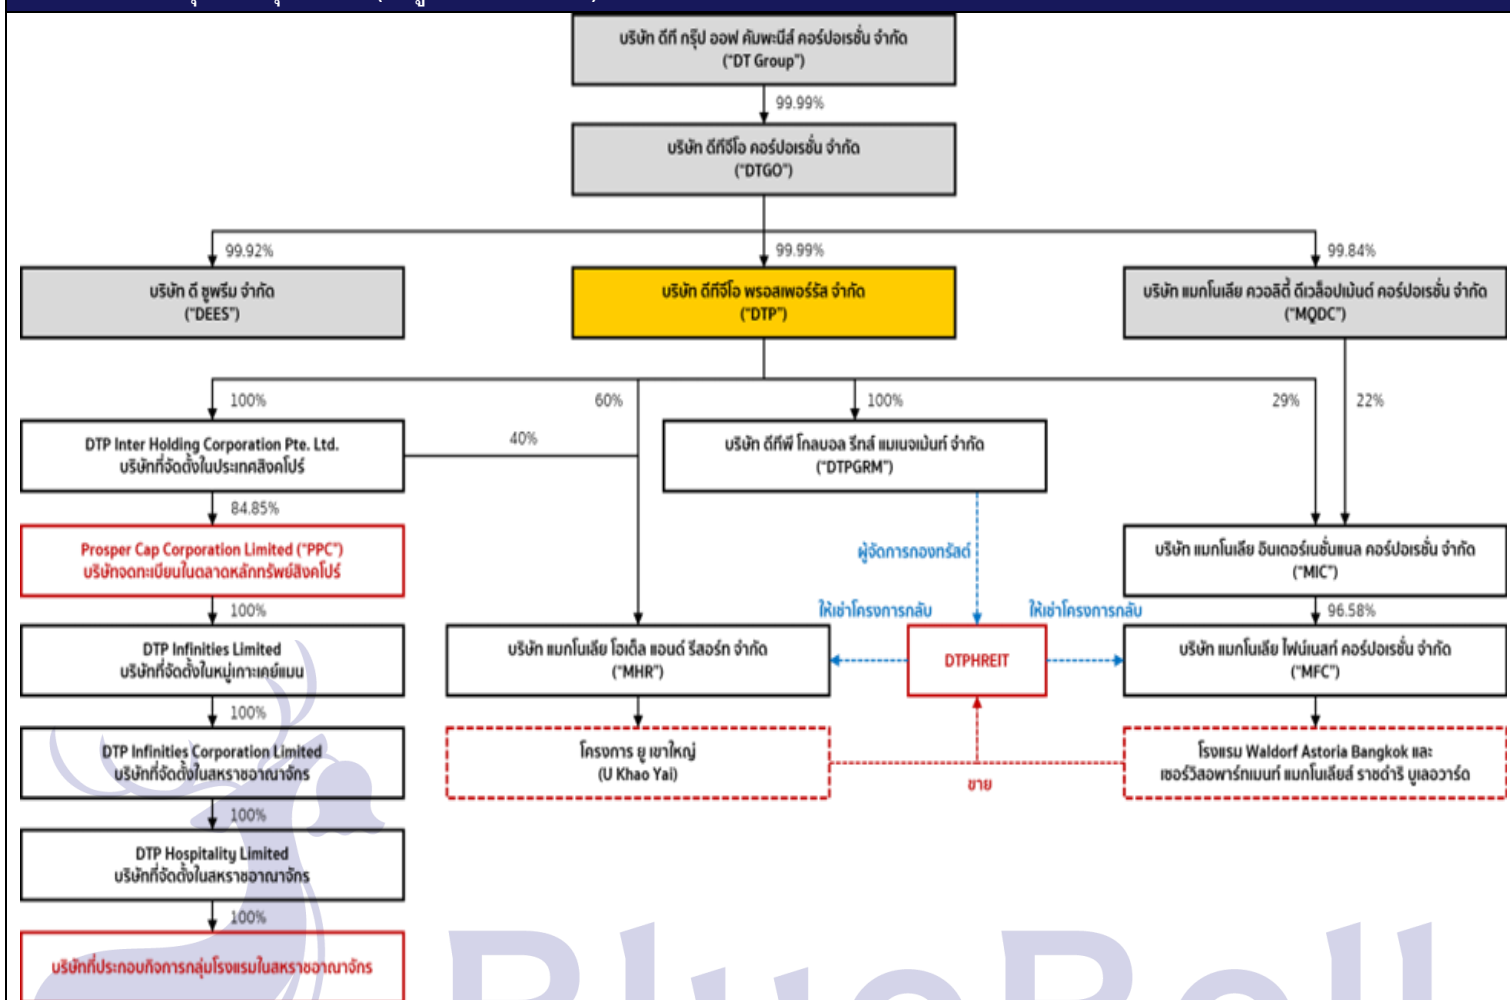 บริษัท ดีที กรุ๊ป ออฟ คัมพะนีส์ คอร์ปอเรชั่น จำกัด
("DT Group")
99.99%
บริษัท ดีทีจีโอ คอร์ปอเรชั่น จำกัด
("DTGO")
99.92%
99.99%
99.84%
บริษัท ดี ซูพรีม จำกัด
("DEES")
บริษัท ดีทีจีโอ พรอสเพอร์รัส จำกัด
("DTP")
บริษัท แมกโนเลีย ควอลิตี้ ดีเวล็อปเม้นต์ คอร์ปอเรชั่น จำกัด
("MQDC")
100%
60%
100%
29%
22%
DTP Inter Holding Corporation Pte. Ltd.
บริษัทที่จัดตั้งในประเทศสิงคโปร์
40%
บริษัท ดีทีพี โกลบอล รีทส์ แมเนจเม้นท์ จำกัด
("DTPGRM")
84.85%
Prosper Cap Corporation Limited ("PPC")
บริษัทจดทะเบียนในตลาดหลักทรัพย์สิงคโปร์
ผู้จัดการกองทรัสต์
บริษัท แมกโนเลีย อินเตอร์เนชั่นแนล คอร์ปอเรชั่น จำกัด
("MIC")
100%
ให้เช่าโครงการกลับ
ให้เช่าโครงการกลับ
96.58%
DTP Infinities Limited
บริษัทที่จัดตั้งในหมู่เกาะเคย์แมน
บริษัท แมกโนเลีย โฮเต็ล แอนด์ รีสอร์ท จำกัด
("MHR")
DTPHREIT
บริษัท แมกโนเลีย ไฟน์เนสท์ คอร์ปอเรชั่น จำกัด
("MFC")
100%
DTP Infinities Corporation Limited
บริษัทที่จัดตั้งในสหราชอาณาจักร
โครงการ ยู เขาใหญ่
(U Khao Yai)
ขาย
โรงแรม Waldorf Astoria Bangkok และ
เซอร์วิสอพาร์ทเมนท์ แมกโนเลียส์ ราชดำริ บูเลอวาร์ด
100%
DTP Hospitality Limited
บริษัทที่จัดตั้งในสหราชอาณาจักร
100%
บริษัทที่ประกอบกิจการกลุ่มโรงแรมในสหราชอาณาจักร
BlueBell